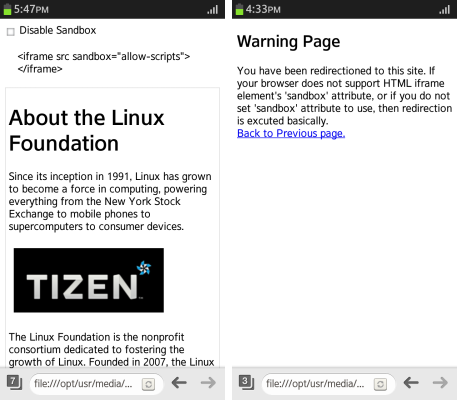 5:47PM
Disable Sandbox
<iframe src sandbox="allow-scripts">
</iframe>
About the Linux
Foundation
Since its inception in 1991, Linux has grown
to become a force in computing, powering
everything from the New York Stock
Exchange to mobile phones to
supercomputers to consumer devices.
TIZEN™
The Linux Foundation is the nonprofit
consortium dedicated to fostering the
growth of Linux. Founded in 2007, the Linux
7
file:///opt/usr/media/...
4:33PM
Warning Page
You have been redirectioned to this site. If
your browser does not support HTML iframe
element's 'sandbox' attribute, or if you do not
set 'sandbox' attribute to use, then redirection
is excuted basically.
Back to Previous page.
3
file:///opt/usr/media/...